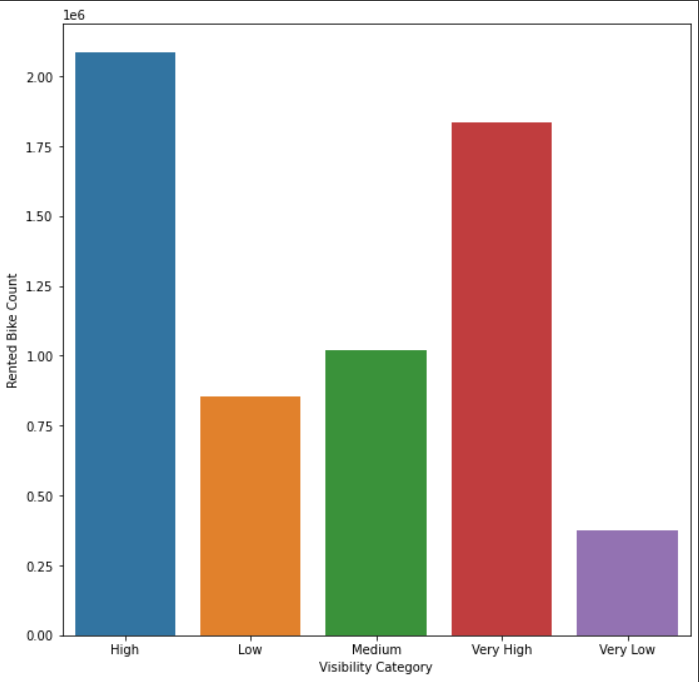 1e6
2.00
1.75
1.50
1.25
1.00
0.75
0.50
0.25
0.00
Rented Bike Count
High Low Medium Very High Very Low
Visibility Category